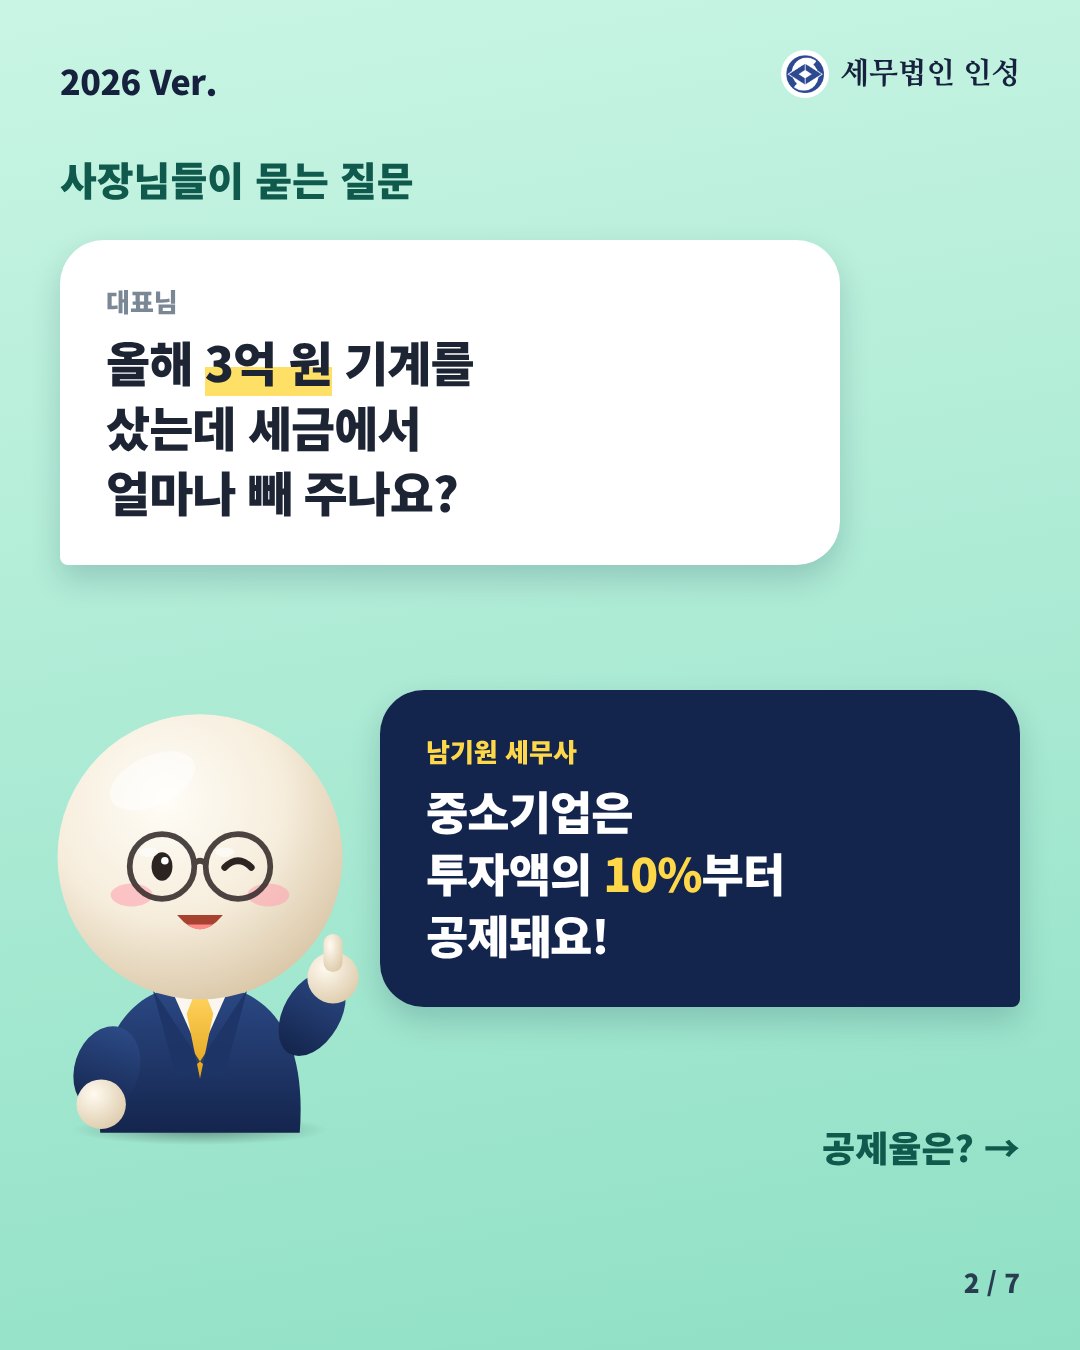 2026 Ver.
세무법인 인성
사장님들이 묻는 질문
대표님
올해 3억 원 기계를
샀는데 세금에서
얼마나 빼 주나요?
남기원 세무사
중소기업은
투자액의 10%부터
공제돼요!
공제율은? →
2 / 7